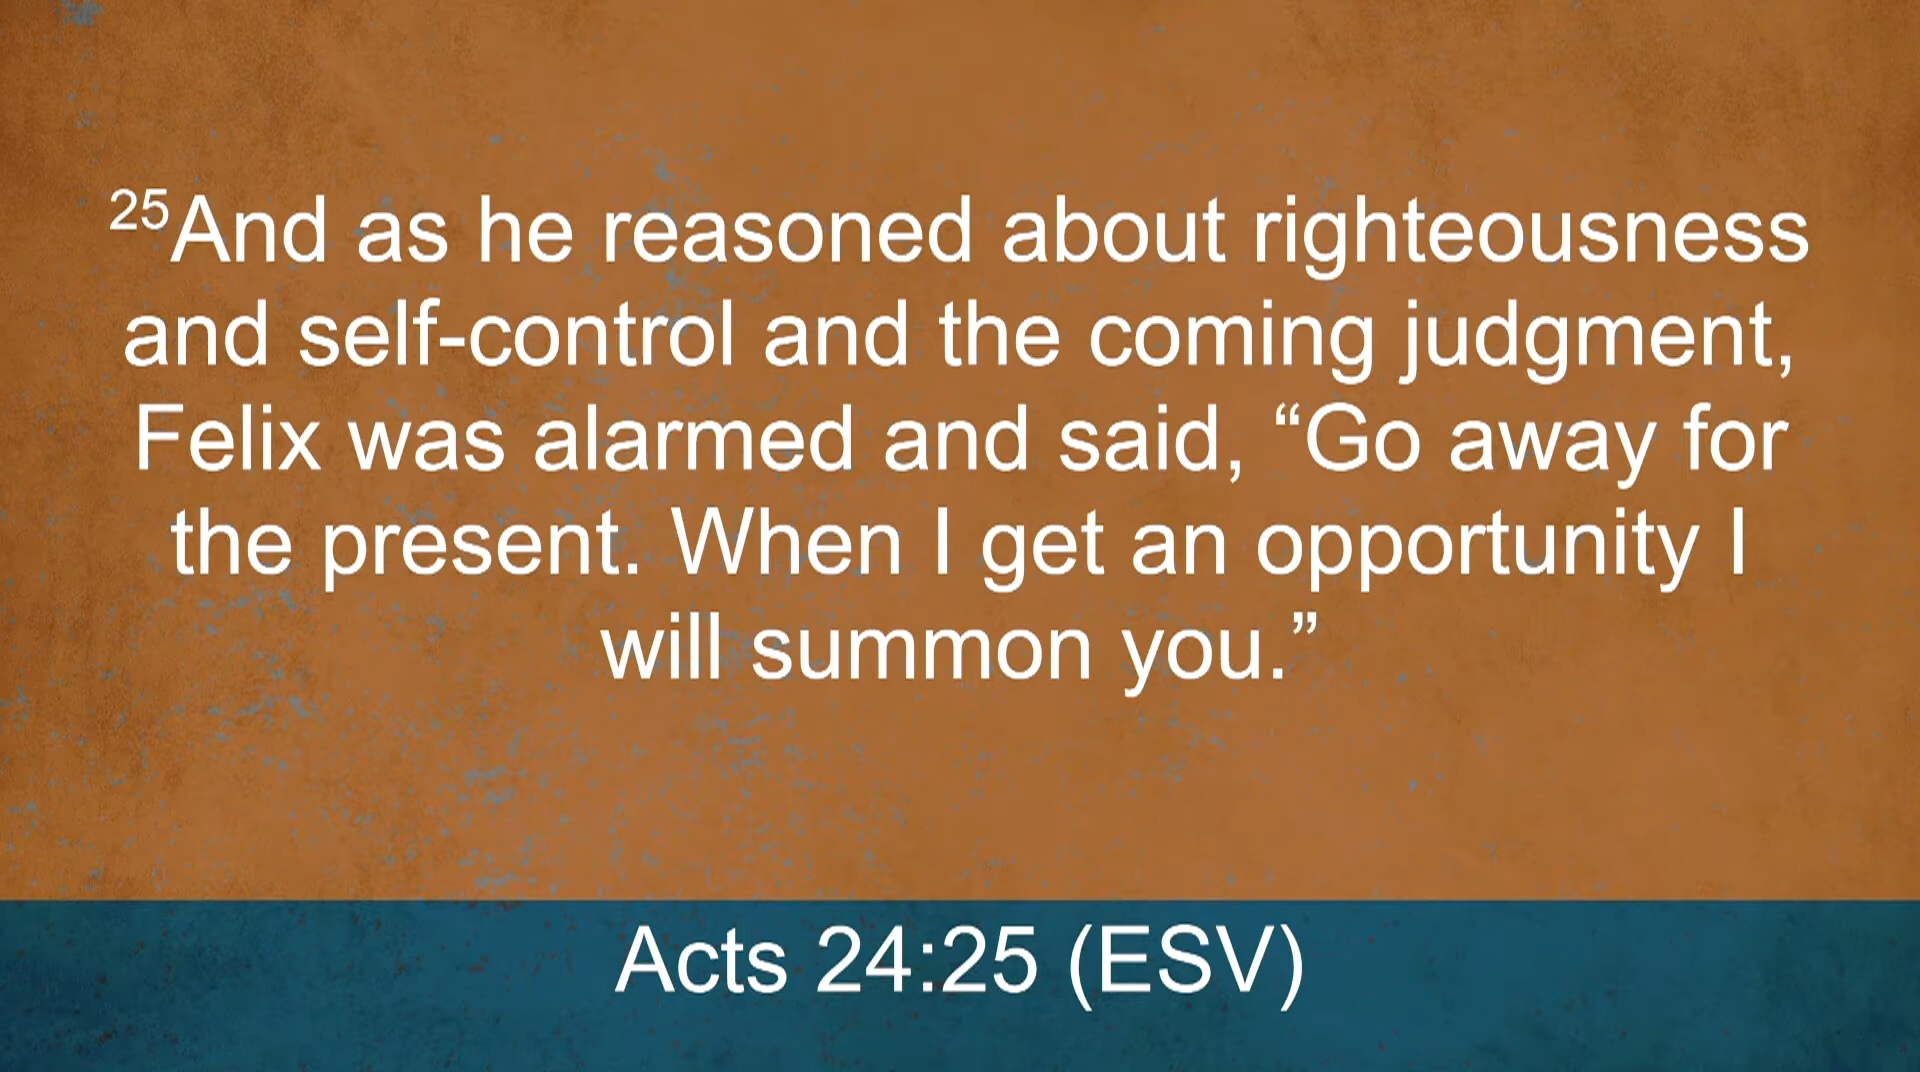 25And as he reasoned about righteousness
and self-control and the coming judgment,
Felix was alarmed and said, “Go away for
the present. When I get an opportunity I
will summon you.”
Acts 24:25 (ESV)